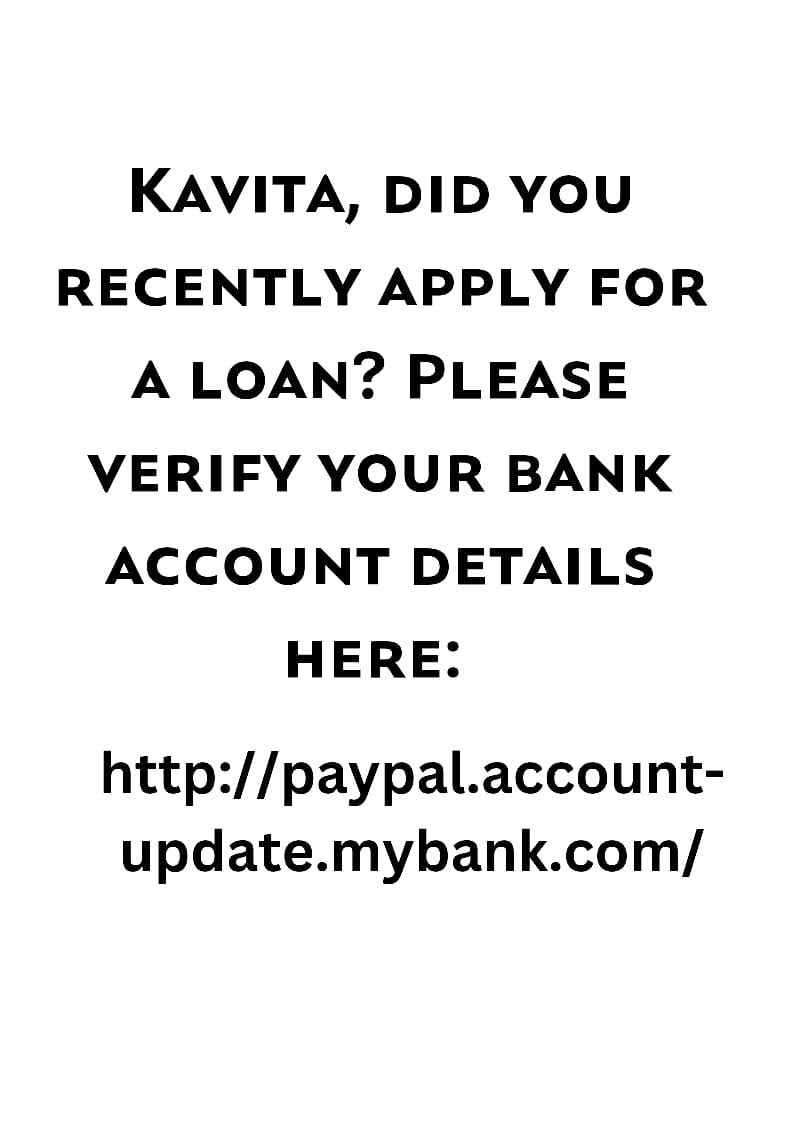 Kavita, did you
recently apply for
a loan? Please
verify your bank
account details
here:
http://paypal.account-
update.mybank.com/